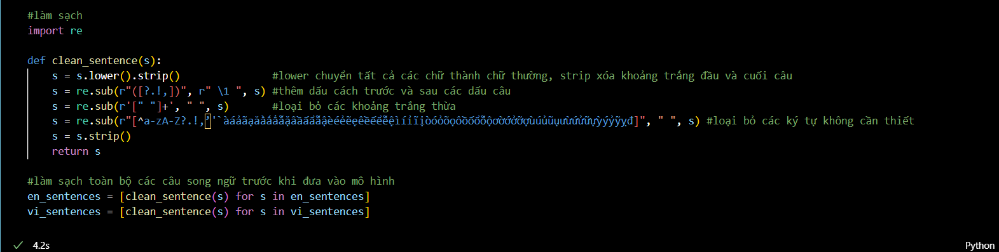 #làm sạch
import re
def clean_sentence(s):
s = s.lower().strip() #lower chuyển tất cả các chữ thành chữ thường, strip xóa khoảng trắng đầu và cuối câu
s = re.sub(r"([?.!,])", r" \1 ", s) #thêm dấu cách trước và sau các dấu câu
s = re.sub(r'[" "]+', " ", s) #loại bỏ các khoảng trắng thừa
s = re.sub(r"[^a-zA-Z?.!,’'`àáảãạăằắẳẵặâầấẩẫậèéẻẽẹêềếểễệìíỉĩịòóỏõọôồốổỗộơờớởỡợùúủũụưừứửữựỳýỷỹỵđ]", " ", s) #loại bỏ các ký tự không cần thiết
s = s.strip()
return s
#làm sạch toàn bộ các câu song ngữ trước khi đưa vào mô hình
en_sentences = [clean_sentence(s) for s in en_sentences]
vi_sentences = [clean_sentence(s) for s in vi_sentences]
4.2s
Python